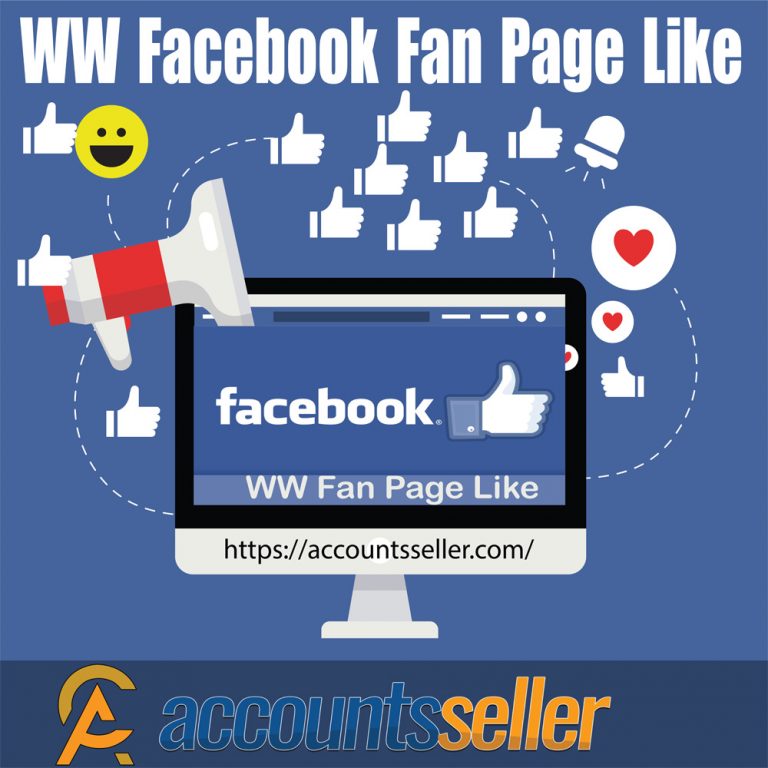 WW Facebook Fan Page Like
facebook®
WW Fan Page Like
https://accountsseller.com/
accountsseller